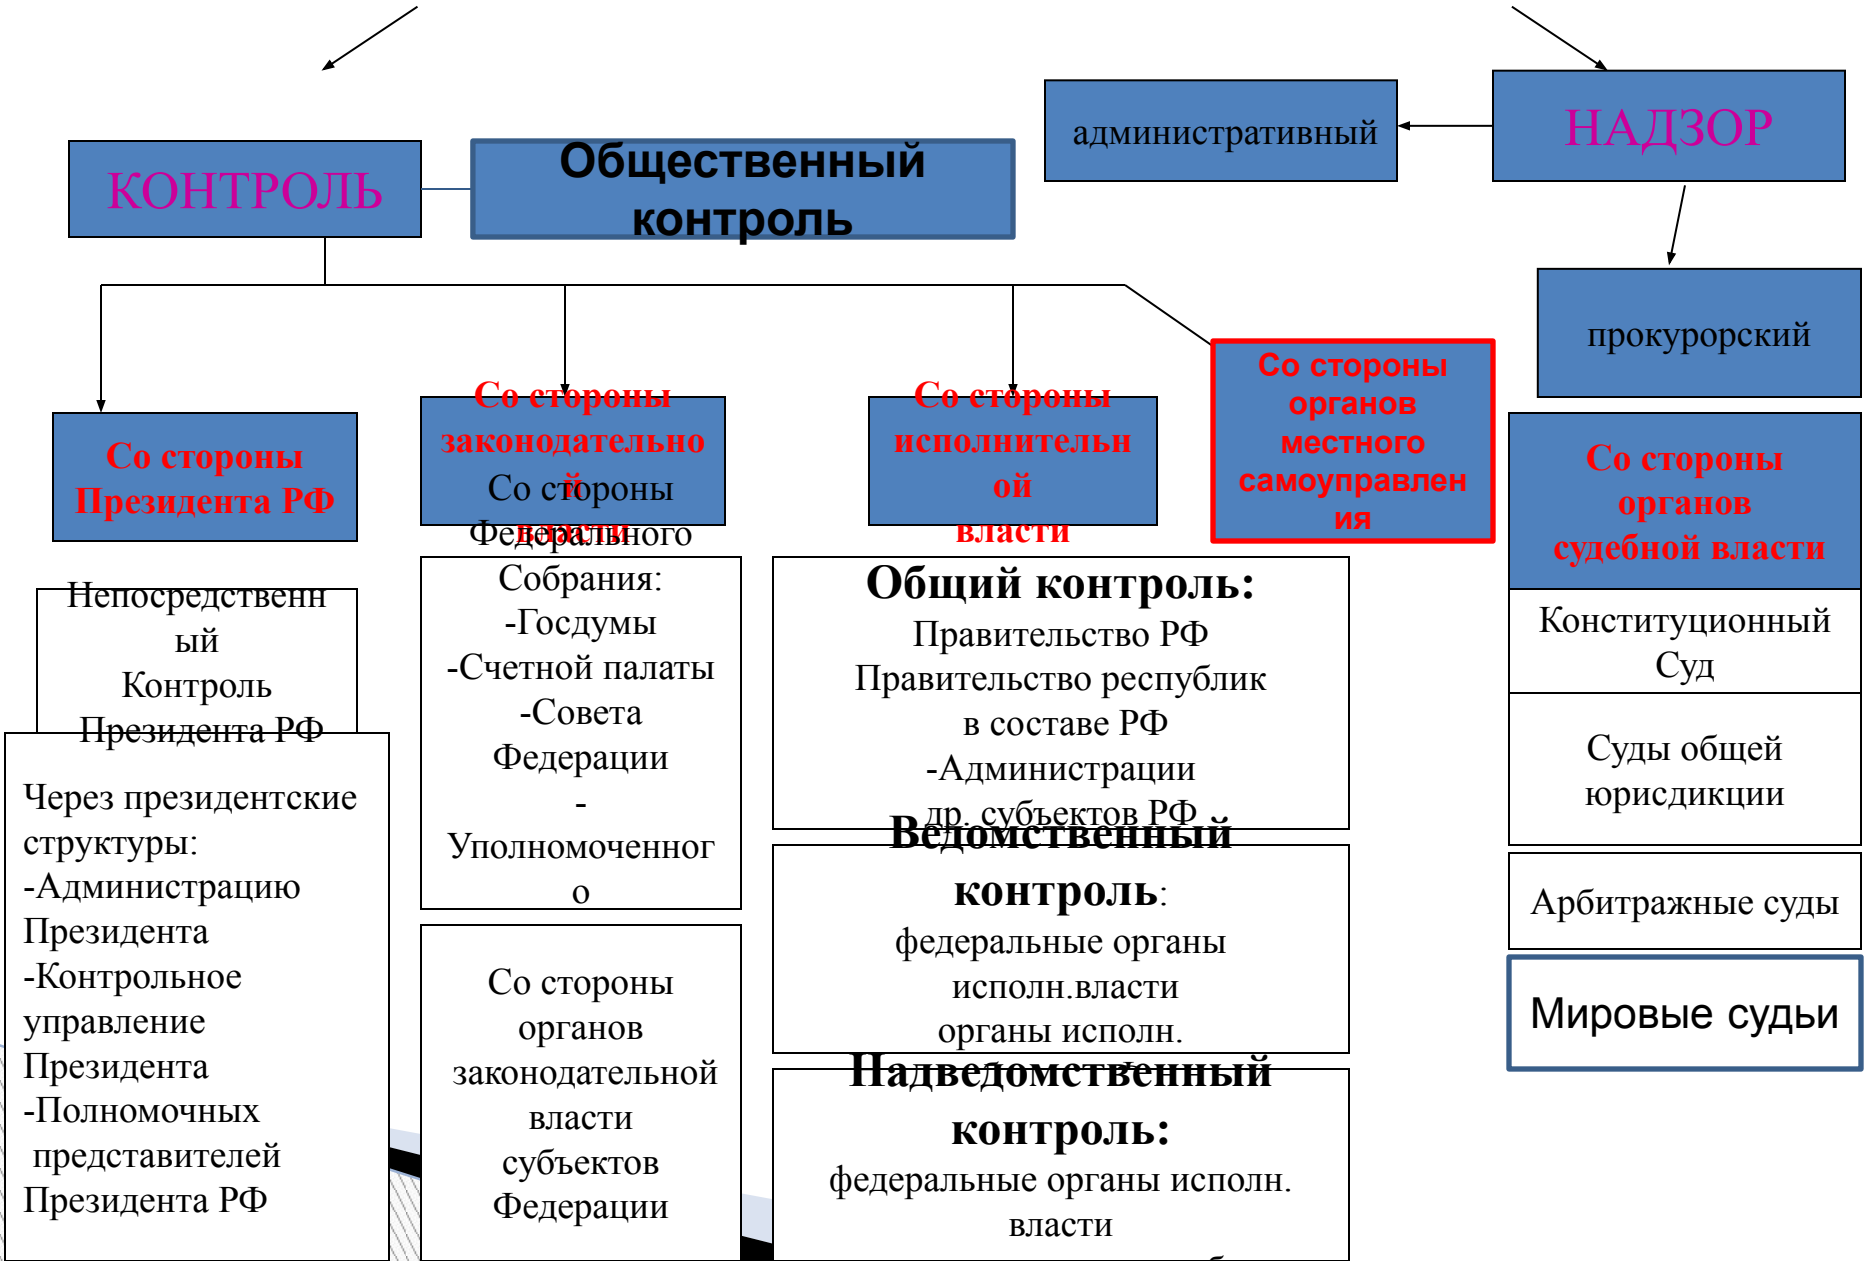 административный
НАДЗОР
КОНТРОЛЬ
Общественный
контроль
прокурорский
Со стороны
Президента РФ
Непосредственн
ый
Контроль
Президента РФ
Через президентские
структуры:
-Администрацию
Президента
-Контрольное
управление
Президента
-Полномочных
представителей
Президента РФ
Со стороны
законодательно
й
власти
Со стороны
Федерального
Собрания:
-Госдумы
-Счетной палаты
-Совета
Федерации
-
Уполномоченног
о
Со стороны
органов
законодательной
власти
субъектов
Федерации
Со стороны
исполнительн
ой
власти
Общий контроль:
Правительство РФ
Правительство республик
в составе РФ
-Администрации
др. субъектов РФ
Ведомственный
контроль:
федеральные органы
исполн.власти
органы исполн.
Надведомственный
контроль:
федеральные органы исполн.
власти
Со стороны
органов
местного
самоуправлен
ия
Со стороны
органов
судебной власти
Конституционный
Суд
Суды общей
юрисдикции
Арбитражные суды
Мировые судьи